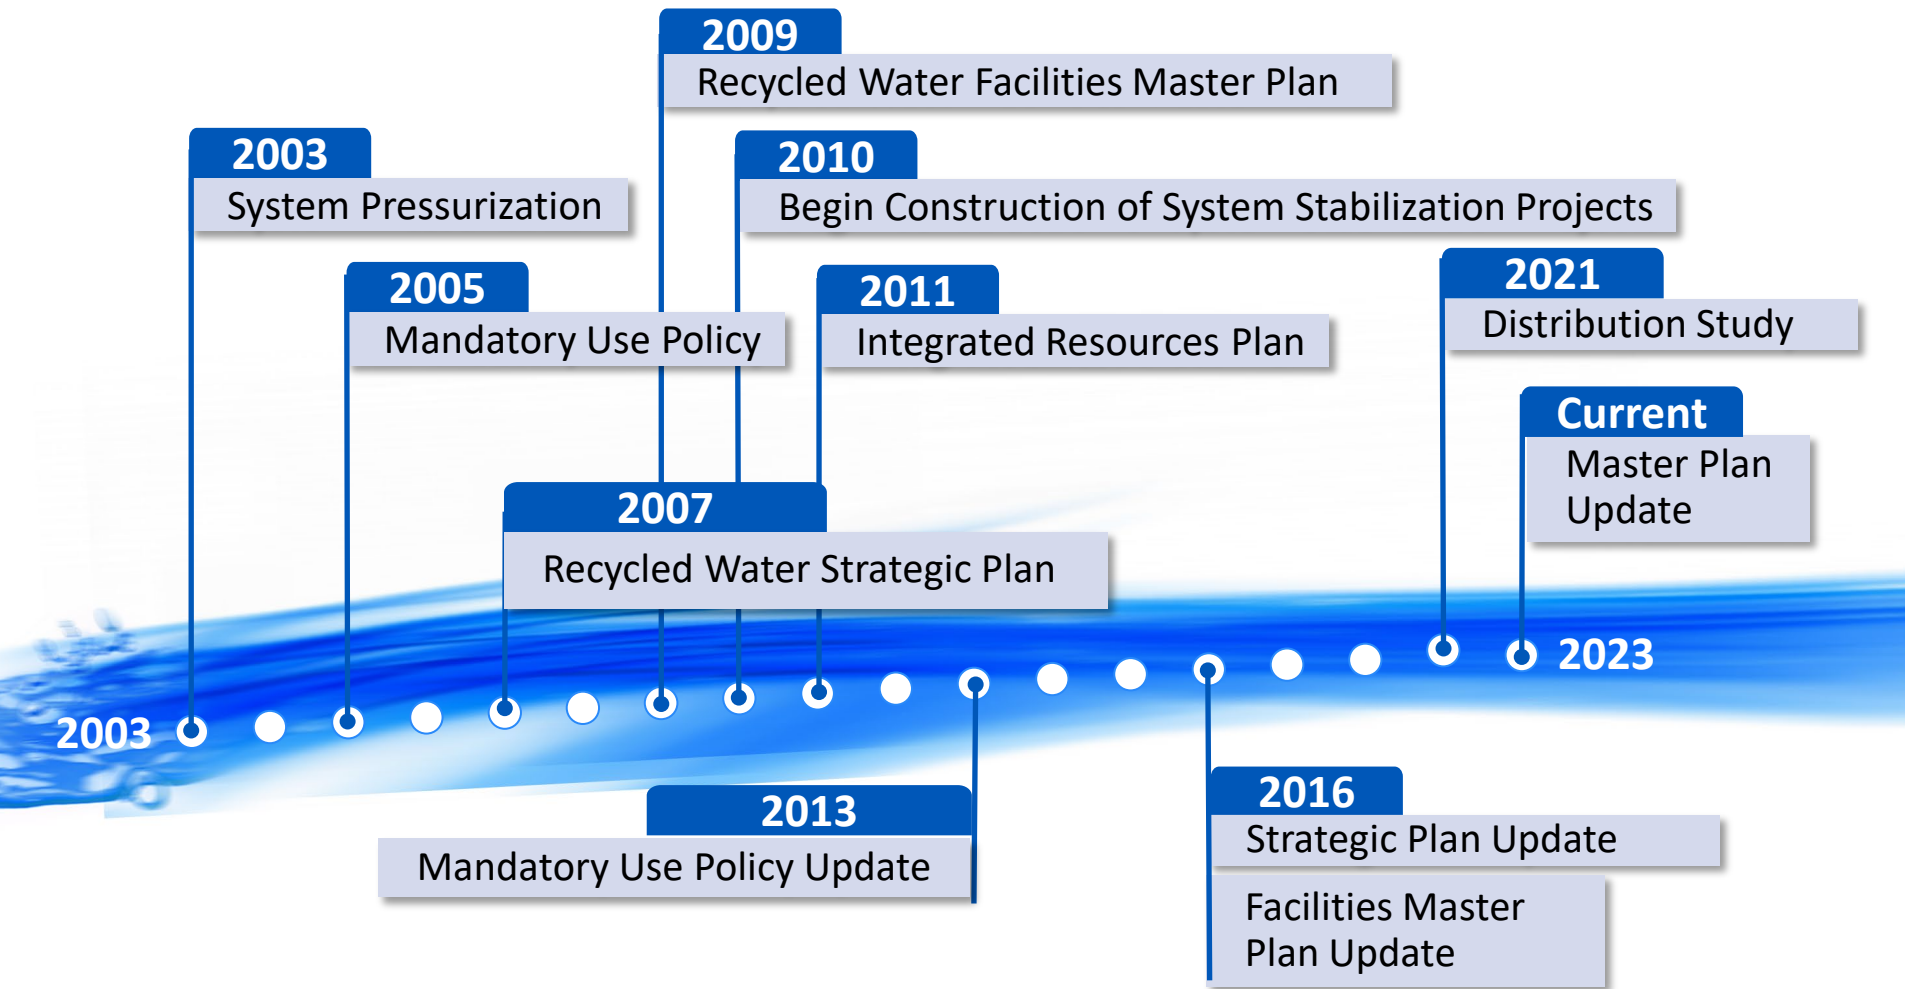 2009
Recycled Water Facilities Master Plan
2003
System Pressurization
2010
Begin Construction of System Stabilization Projects
2005
Mandatory Use Policy
2011
Integrated Resources Plan
2021
Distribution Study
Current
Master Plan
Update
2007
Recycled Water Strategic Plan
2023
2003
2013
Mandatory Use Policy Update
2016
Strategic Plan Update
Facilities Master
Plan Update